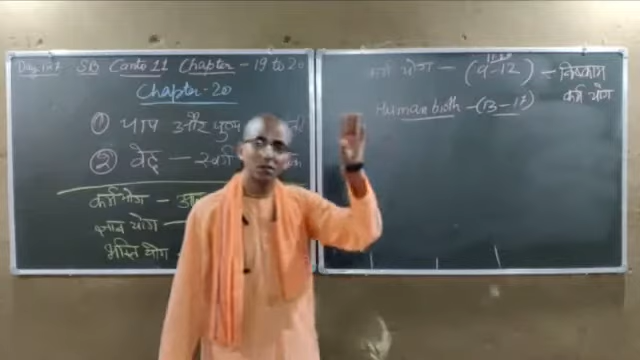 Day-127 SB Canto 11 Chapter - 19 to 20
Chapter-20
① पाप और पुण्य
② वेद — स्वर्ग
कर्म योग —
ज्ञान योग —
भक्ति योग
कर्म योग — (9-12) — निष्काम कर्म योग
Human birth - (13-17)